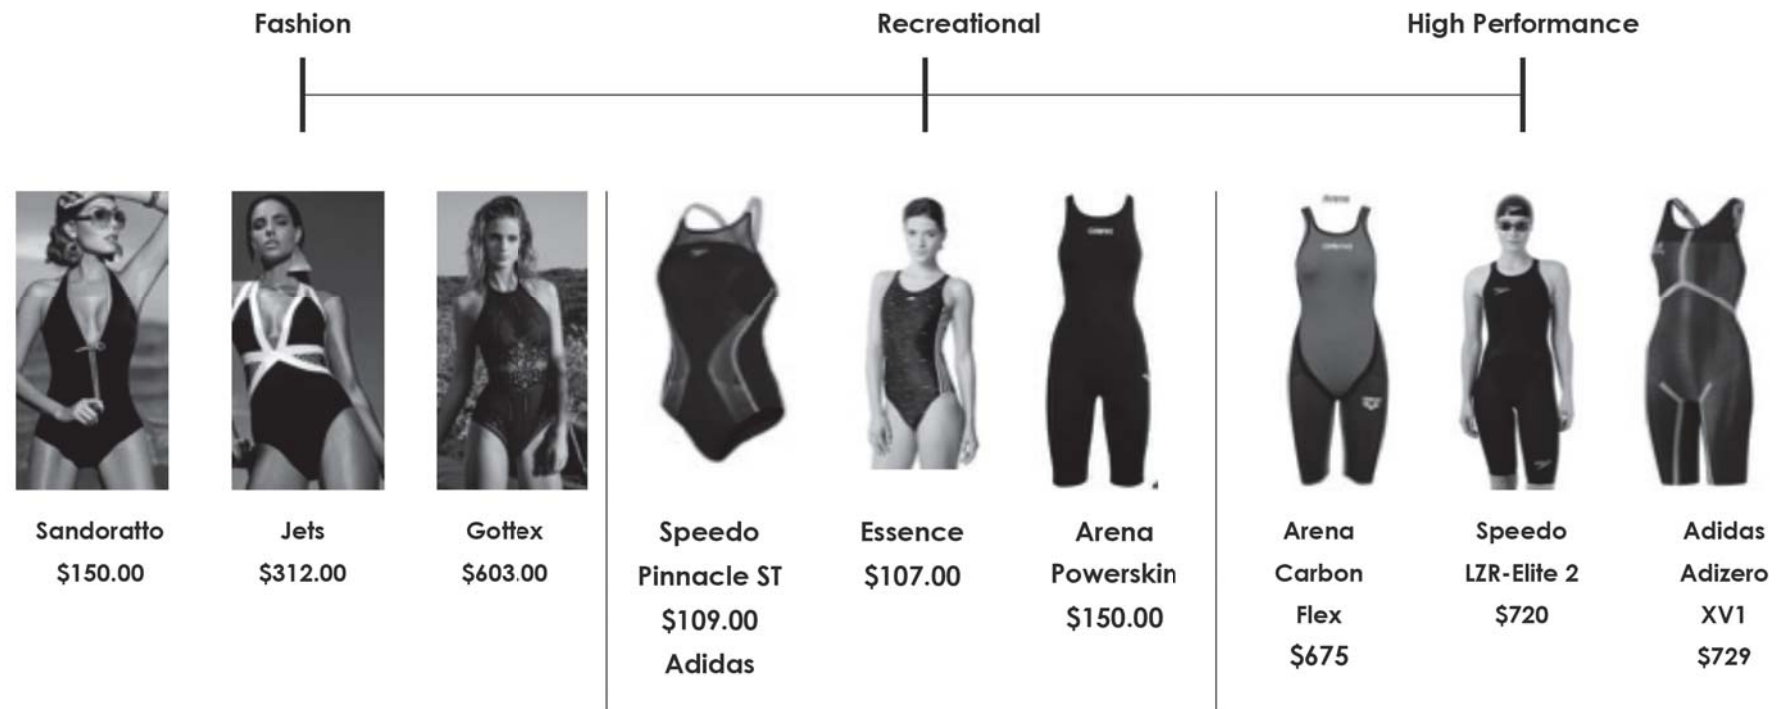 Fashion
Recreational
High Performance
Sandoratto
$150.00
Jets
$312.00
Gottex
$603.00
Speedo
Pinnacle ST
$109.00
Adidas
Essence
$107.00
Arena
Powerskin
$150.00
Arena
Carbon
Flex
$675
Speedo
LZR-Elite 2
$720
Adidas
Adizero
XV1
$729